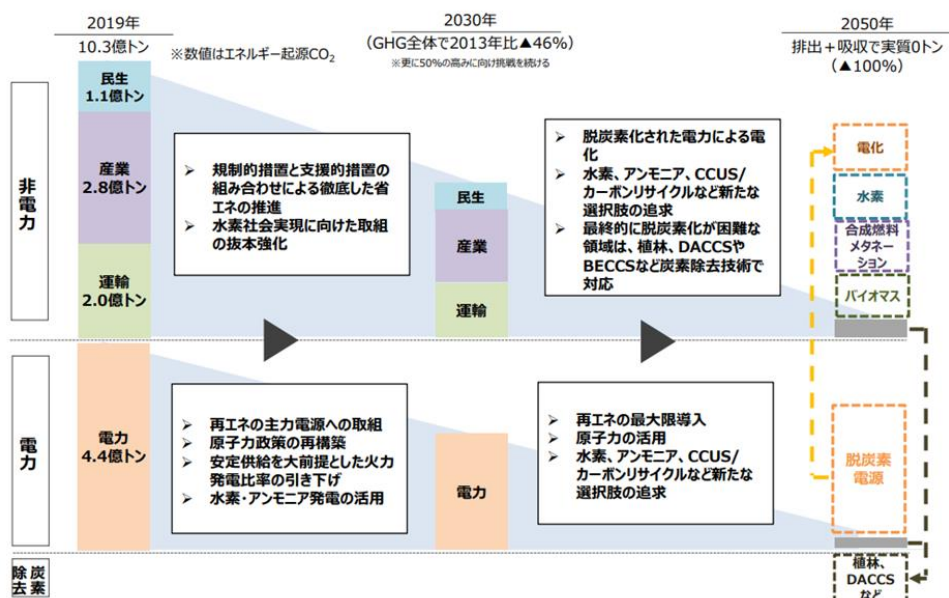 2019年
10.3億トン
※数値はエネルギー起源CO₂
2030年
(GHG全体で2013年比▲46%)
※更に50%の高みに向け挑戦を続ける
2050年
排出+吸収で実質0トン
(▲100%)
非電力
民生
1.1億トン
産業
2.8億トン
運輸
2.0億トン
➢ 規制的措置と支援的措置の
組み合わせによる徹底した省
エネの推進
➢ 水素社会実現に向けた取組
の抜本強化
民生
産業
運輸
➢ 脱炭素化された電力による電
化
➢ 水素、アンモニア、CCUS/
カーボンリサイクルなど新たな
選択肢の追求
➢ 最終的に脱炭素化が困難な
領域は、植林、DACCSや
BECCSなど炭素除去技術で
対応
電化
水素
合成燃料
メタネー
ション
バイオマス
電力
電力
4.4億トン
➢ 再エネの主力電源への取組
➢ 原子力政策の再構築
➢ 安定供給を大前提とした火力
発電比率の引き下げ
➢ 水素・アンモニア発電の活用
電力
➢ 再エネの最大限導入
➢ 原子力の活用
➢ 水素、アンモニア、CCUS/
カーボンリサイクルなど新たな
選択肢の追求
脱炭素
電源
炭素
除去
植林、
DACCS
など